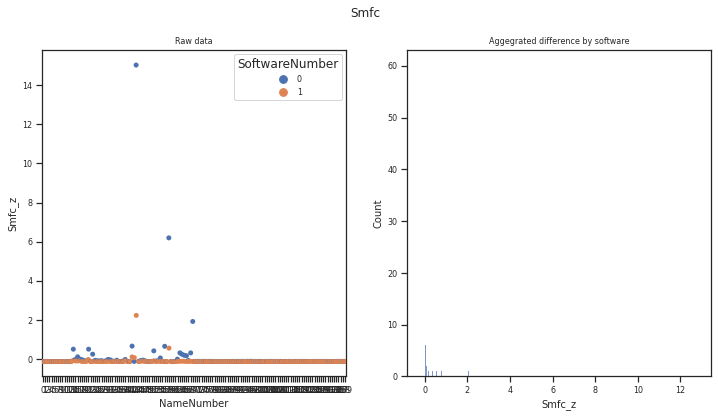 Smfc
Raw data
Smfc_z
14
12
10
8
6
4
2
0
SoftwareNumber
0
1
NameNumber
Aggegrated difference by software
Count
60
50
40
30
20
10
0
0 2 4 6 8 10 12
Smfc_z